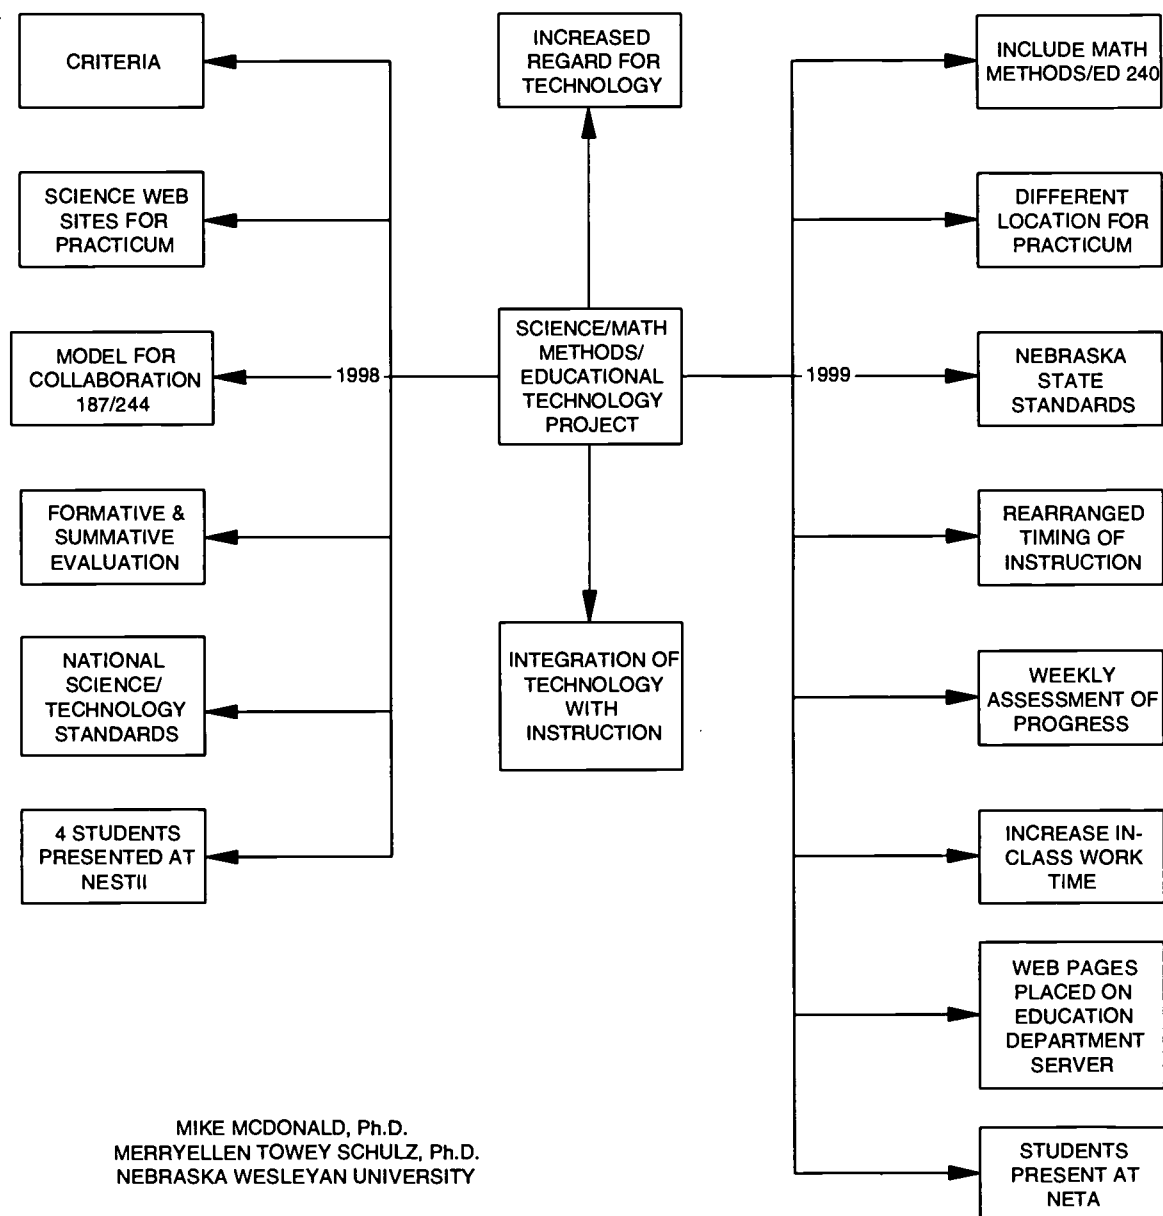 CRITERIA
SCIENCE WEB
SITES FOR
PRACTICUM
MODEL FOR
COLLABORATION
187/244
FORMATIVE &
SUMMATIVE
EVALUATION
NATIONAL
SCIENCE/
TECHNOLOGY
STANDARDS
4 STUDENTS
PRESENTED AT
NESTII
1998
INCREASED
REGARD FOR
TECHNOLOGY
SCIENCE/MATH
METHODS/
EDUCATIONAL
TECHNOLOGY
PROJECT
INTEGRATION OF
TECHNOLOGY
WITH
INSTRUCTION
1999
INCLUDE MATH
METHODS/ED 240
DIFFERENT
LOCATION FOR
PRACTICUM
NEBRASKA
STATE
STANDARDS
REARRANGED
TIMING OF
INSTRUCTION
WEEKLY
ASSESSMENT OF
PROGRESS
INCREASE IN-
CLASS WORK
TIME
WEB PAGES
PLACED ON
EDUCATION
DEPARTMENT
SERVER
STUDENTS
PRESENT AT
NETA
MIKE MCDONALD, Ph.D.
MERRYELLEN TOWEY SCHULZ, Ph.D.
NEBRASKA WESLEYAN UNIVERSITY